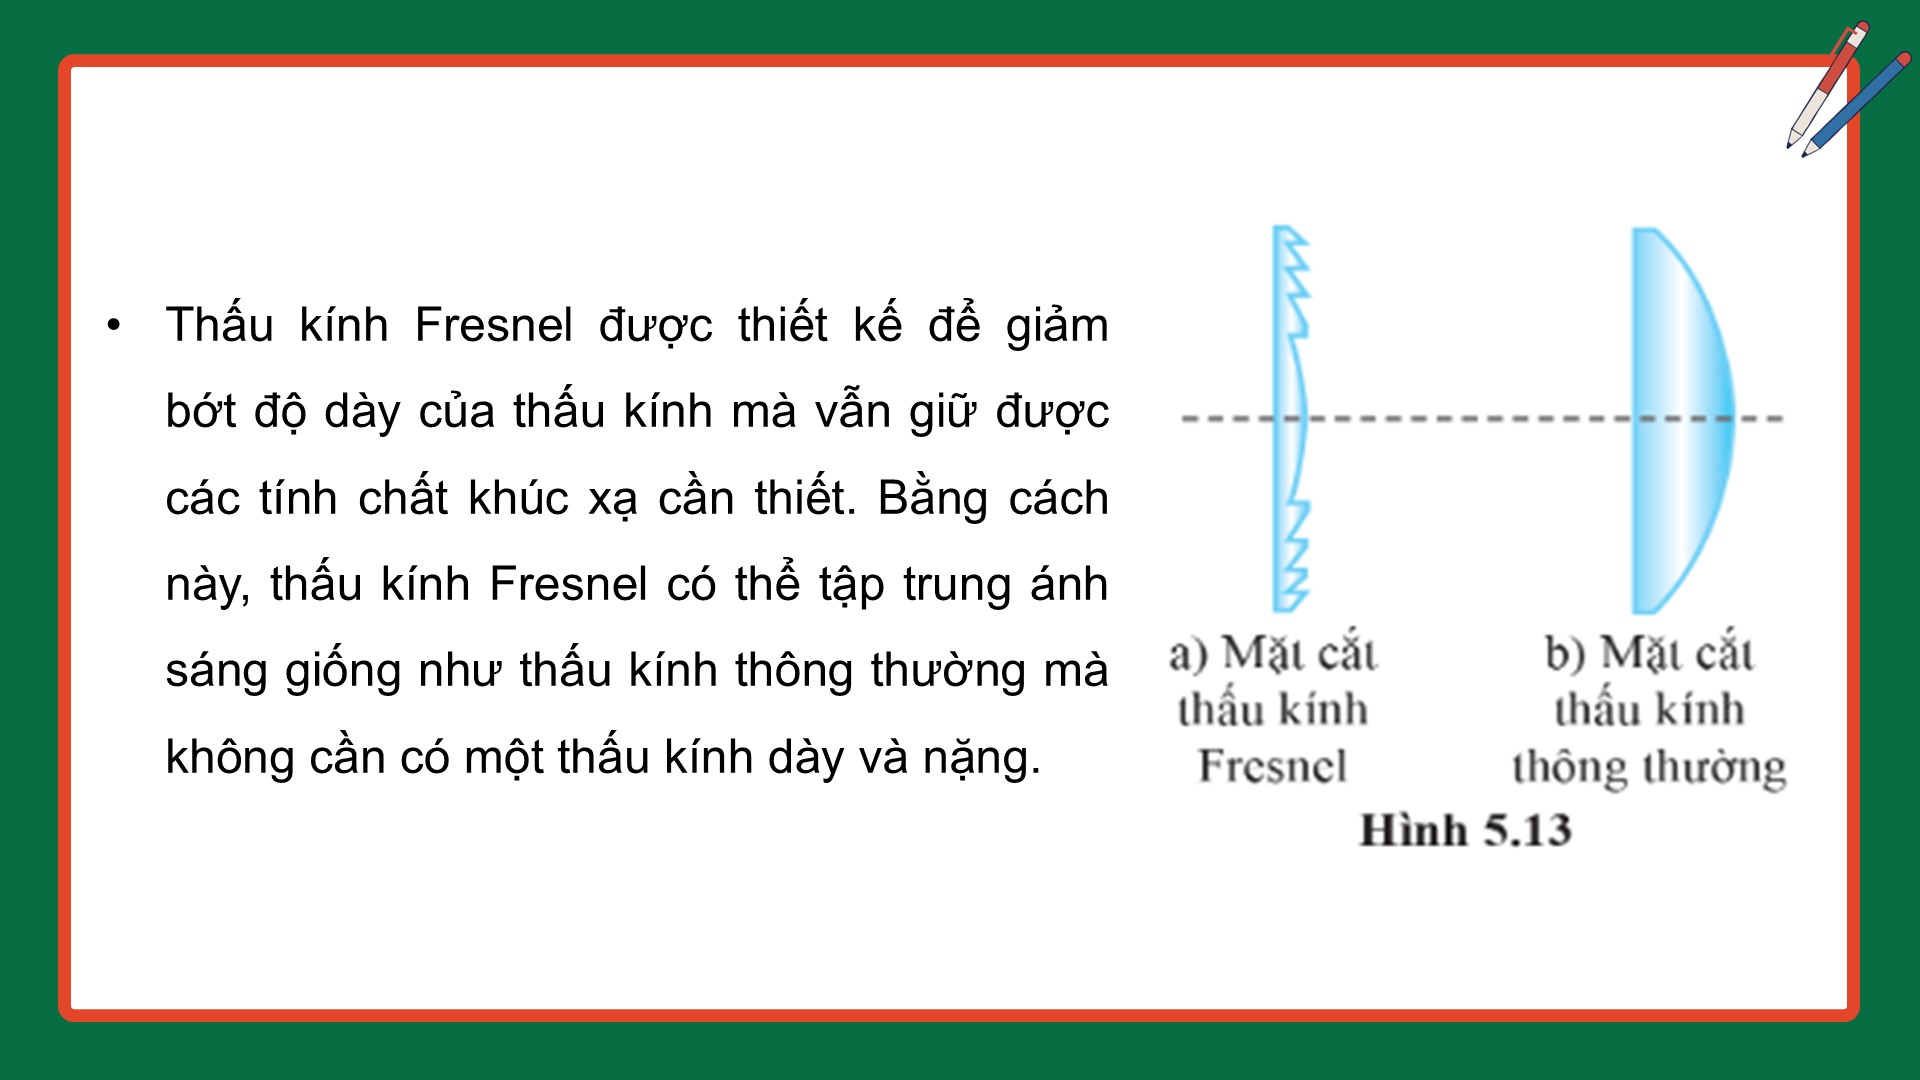 • Thấu kính Fresnel được thiết kế để giảm
bớt độ dày của thấu kính mà vẫn giữ được
các tính chất khúc xạ cần thiết. Bằng cách
này, thấu kính Fresnel có thể tập trung ánh
sáng giống như thấu kính thông thường mà
không cần có một thấu kính dày và nặng.
a) Mặt cắt
thấu kính
Fresnel
b) Mặt cắt
thấu kính
thông thường
Hình 5.13